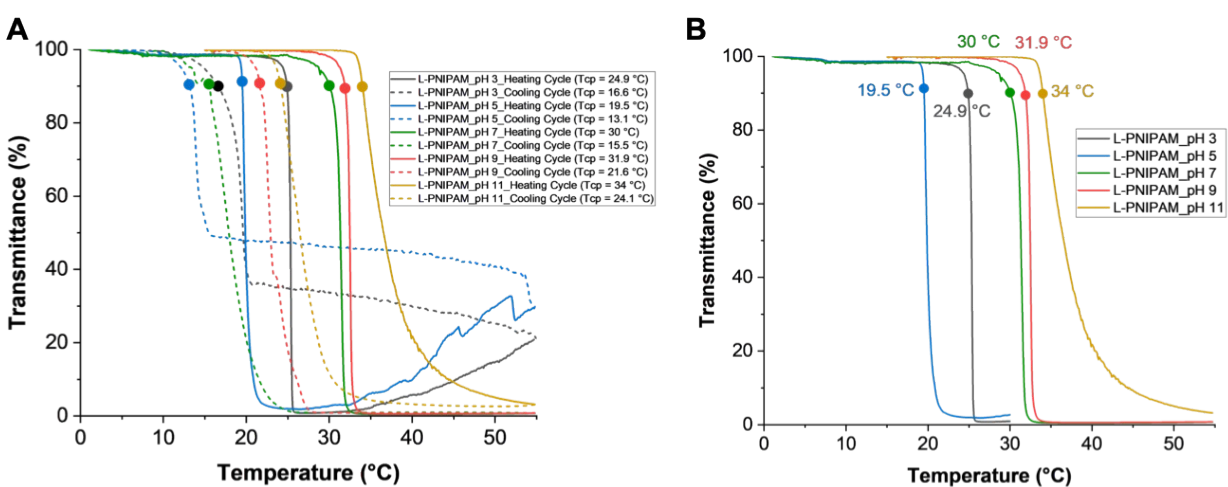 A
100
80
60
40
20
0
0
10
20
30
40
50
Transmittance (%)
Temperature (°C)
L-PNIPAM_pH 3_Heating Cycle (Tcp = 24.9 °C)
L-PNIPAM_pH 3_Cooling Cycle (Tcp = 16.6 °C)
L-PNIPAM_pH 5_Heating Cycle (Tcp = 19.5 °C)
L-PNIPAM_pH 5_Cooling Cycle (Tcp = 13.1 °C)
L-PNIPAM_pH 7_Heating Cycle (Tcp = 30 °C)
L-PNIPAM_pH 7_Cooling Cycle (Tcp = 15.5 °C)
L-PNIPAM_pH 9_Heating Cycle (Tcp = 31.9 °C)
L-PNIPAM_pH 9_Cooling Cycle (Tcp = 21.6 °C)
L-PNIPAM_pH 11_Heating Cycle (Tcp = 34 °C)
L-PNIPAM_pH 11_Cooling Cycle (Tcp = 24.1 °C)
B
100
80
60
40
20
0
0
10
20
30
40
50
Transmittance (%)
Temperature (°C)
30 °C
31.9 °C
19.5 °C
24.9 °C
34 °C
L-PNIPAM_pH 3
L-PNIPAM_pH 5
L-PNIPAM_pH 7
L-PNIPAM_pH 9
L-PNIPAM_pH 11